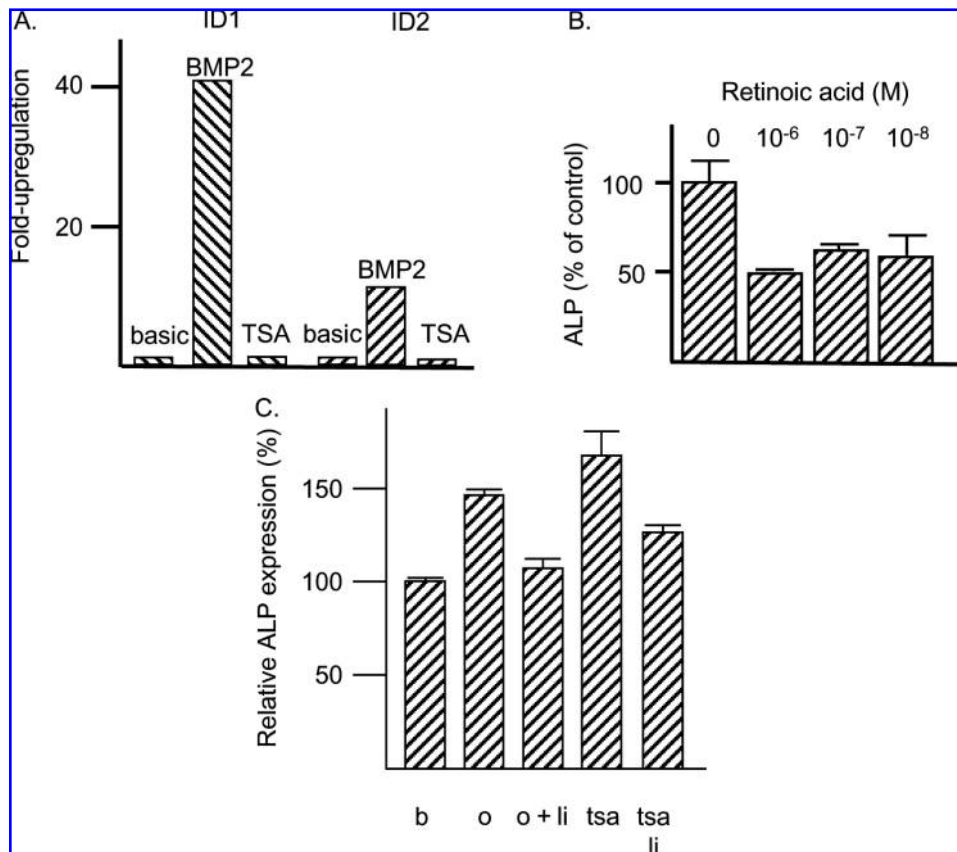 A.
ID1 ID2
Fold-upregulation
40
20
BMP2
basic
TSA
BMP2
basic
TSA
B.
Retinoic acid (M)
0 10⁻⁶ 10⁻⁷ 10⁻⁸
ALP (% of control)
100
50
C.
Relative ALP expression (%)
150
100
50
b o o + li tsa tsa
li